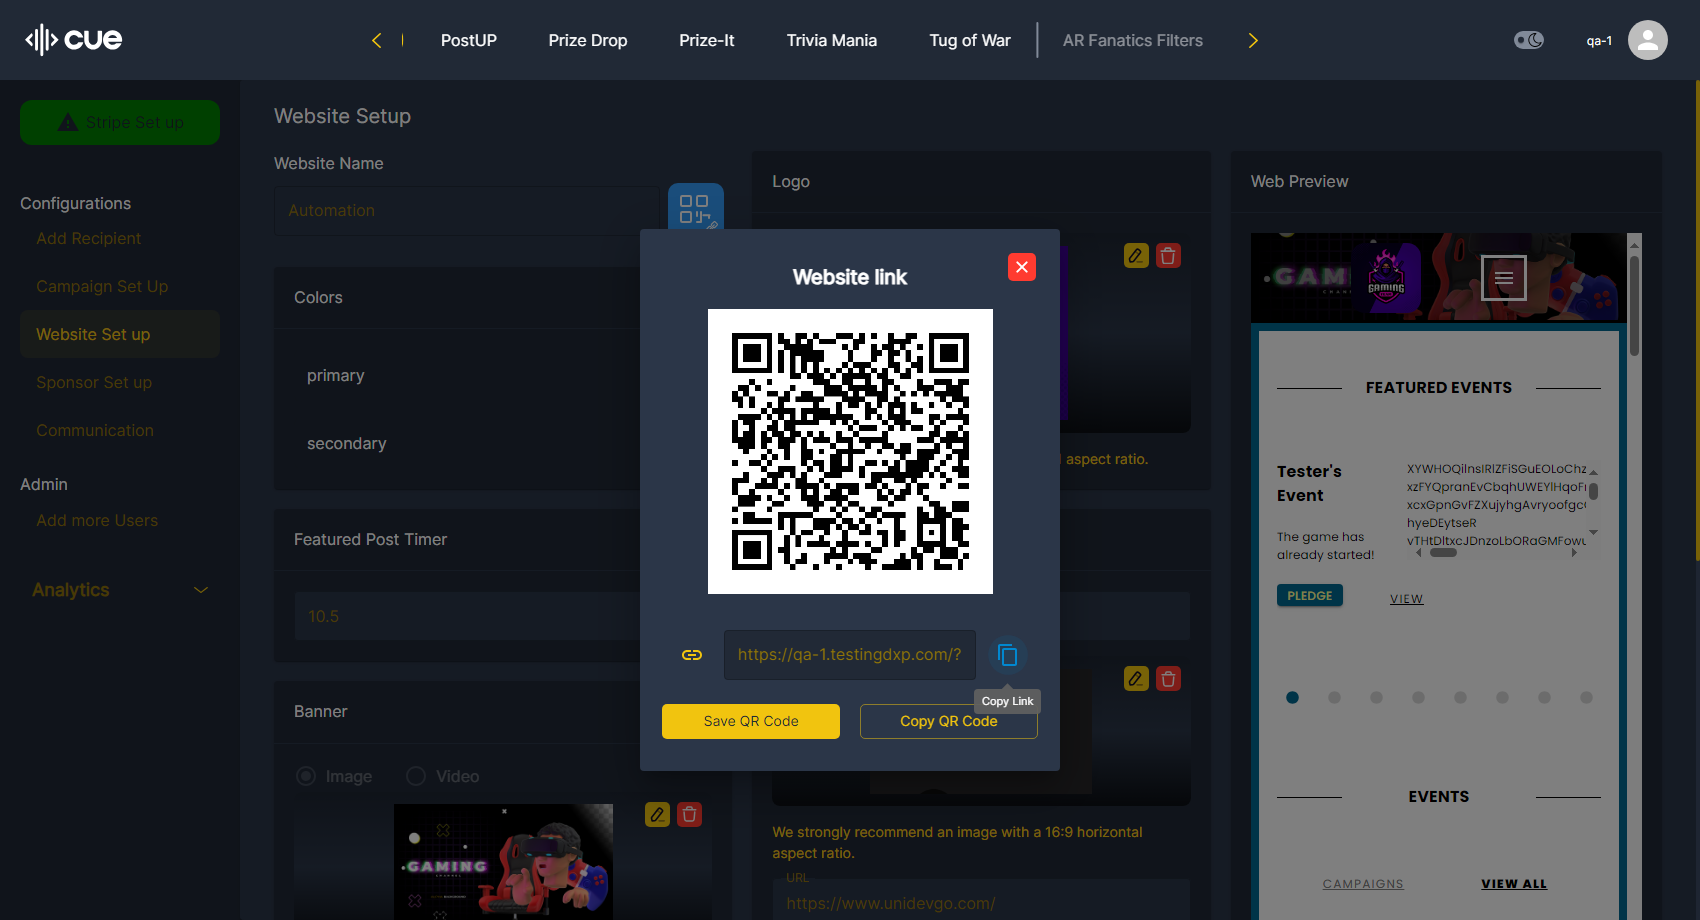 cue
PostUP
Prize Drop
Prize-It
Trivia Mania
Tug of War
AR Fanatics Filters
qa-1
Stripe Set up
Configurations
Add Recipient
Campaign Set Up
Website Set up
Sponsor Set up
Communication
Admin
Add more Users
Analytics
Website Setup
Website Name
Automation
Colors
primary
secondary
Featured Post Timer
10.5
Banner
Image
Video
GAMING
Logo
aspect ratio.
We strongly recommend an image with a 16:9 horizontal
aspect ratio.
URL
https://www.unidevgo.com/
Website link
https://qa-1.testingdxp.com/?
Copy Link
Save QR Code
Copy QR Code
Web Preview
GAMING
FEATURED EVENTS
Tester's
Event
The game has
already started!
hyeDEytseR
PLEDGE
VIEW
EVENTS
CAMPAIGNS
VIEW ALL